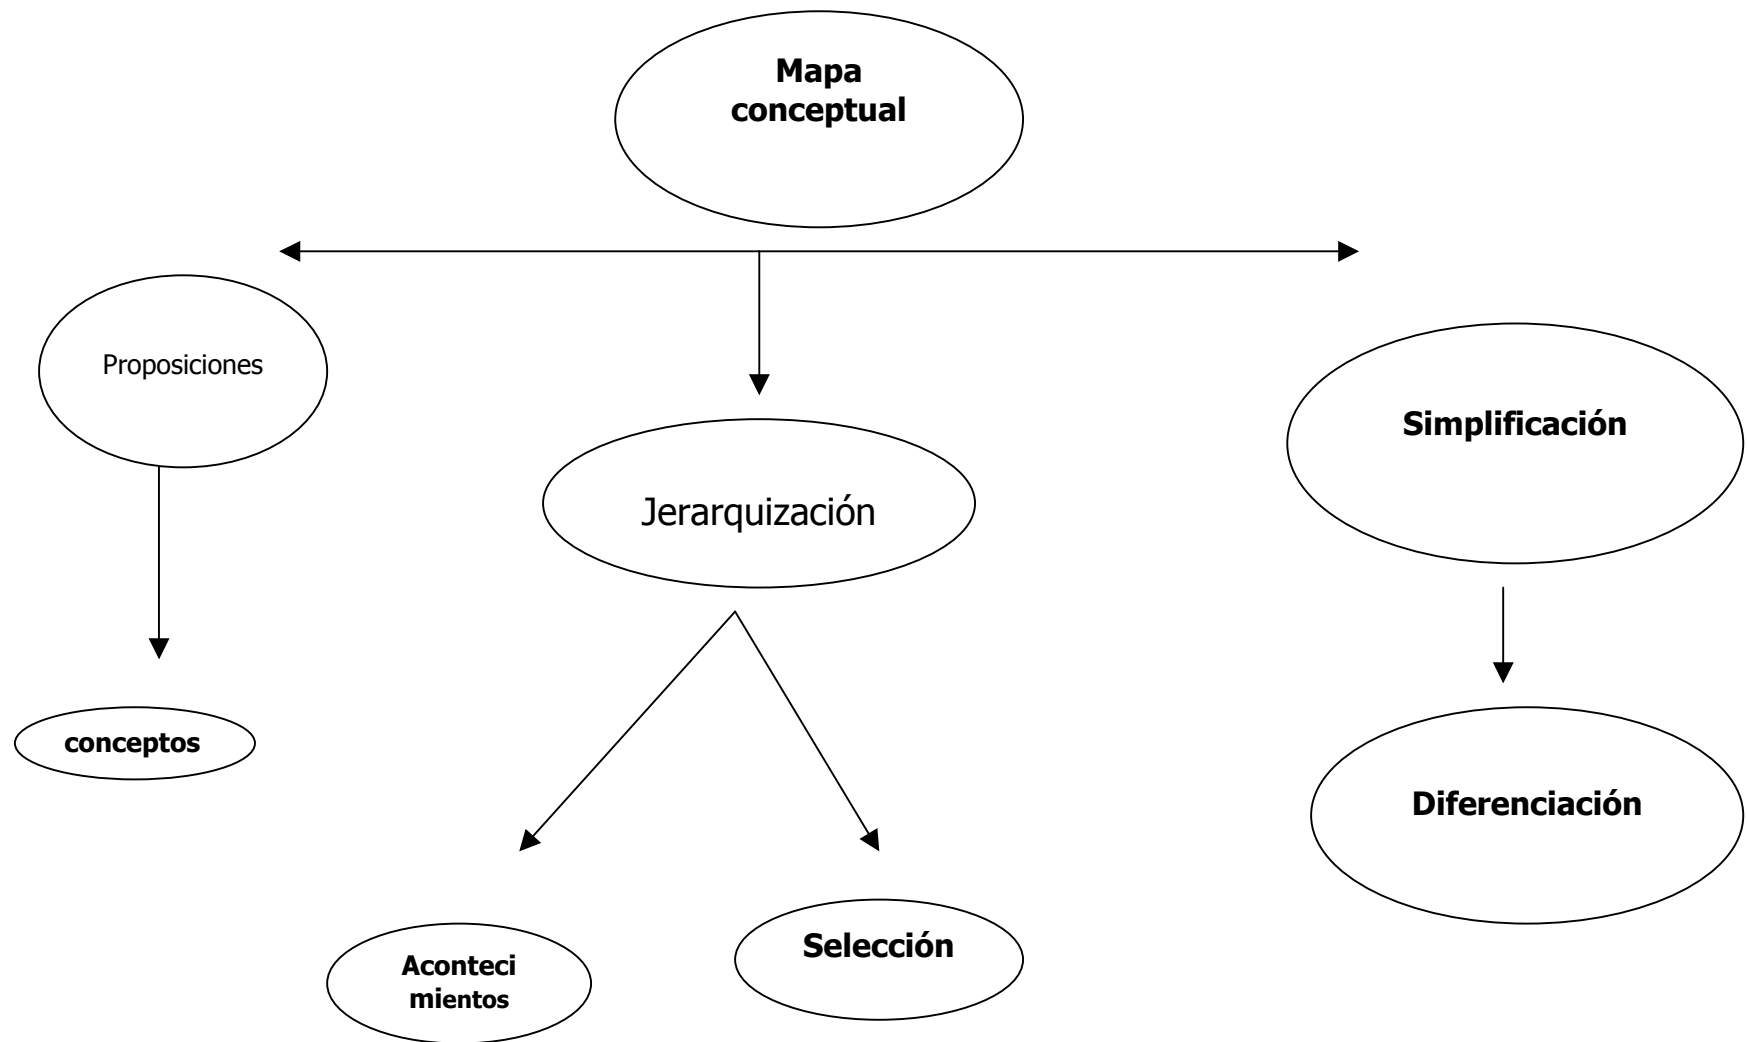 Mapa
conceptual
Proposiciones
Simplificación
Jerarquización
conceptos
Diferenciación
Selección
Aconteci
mientos